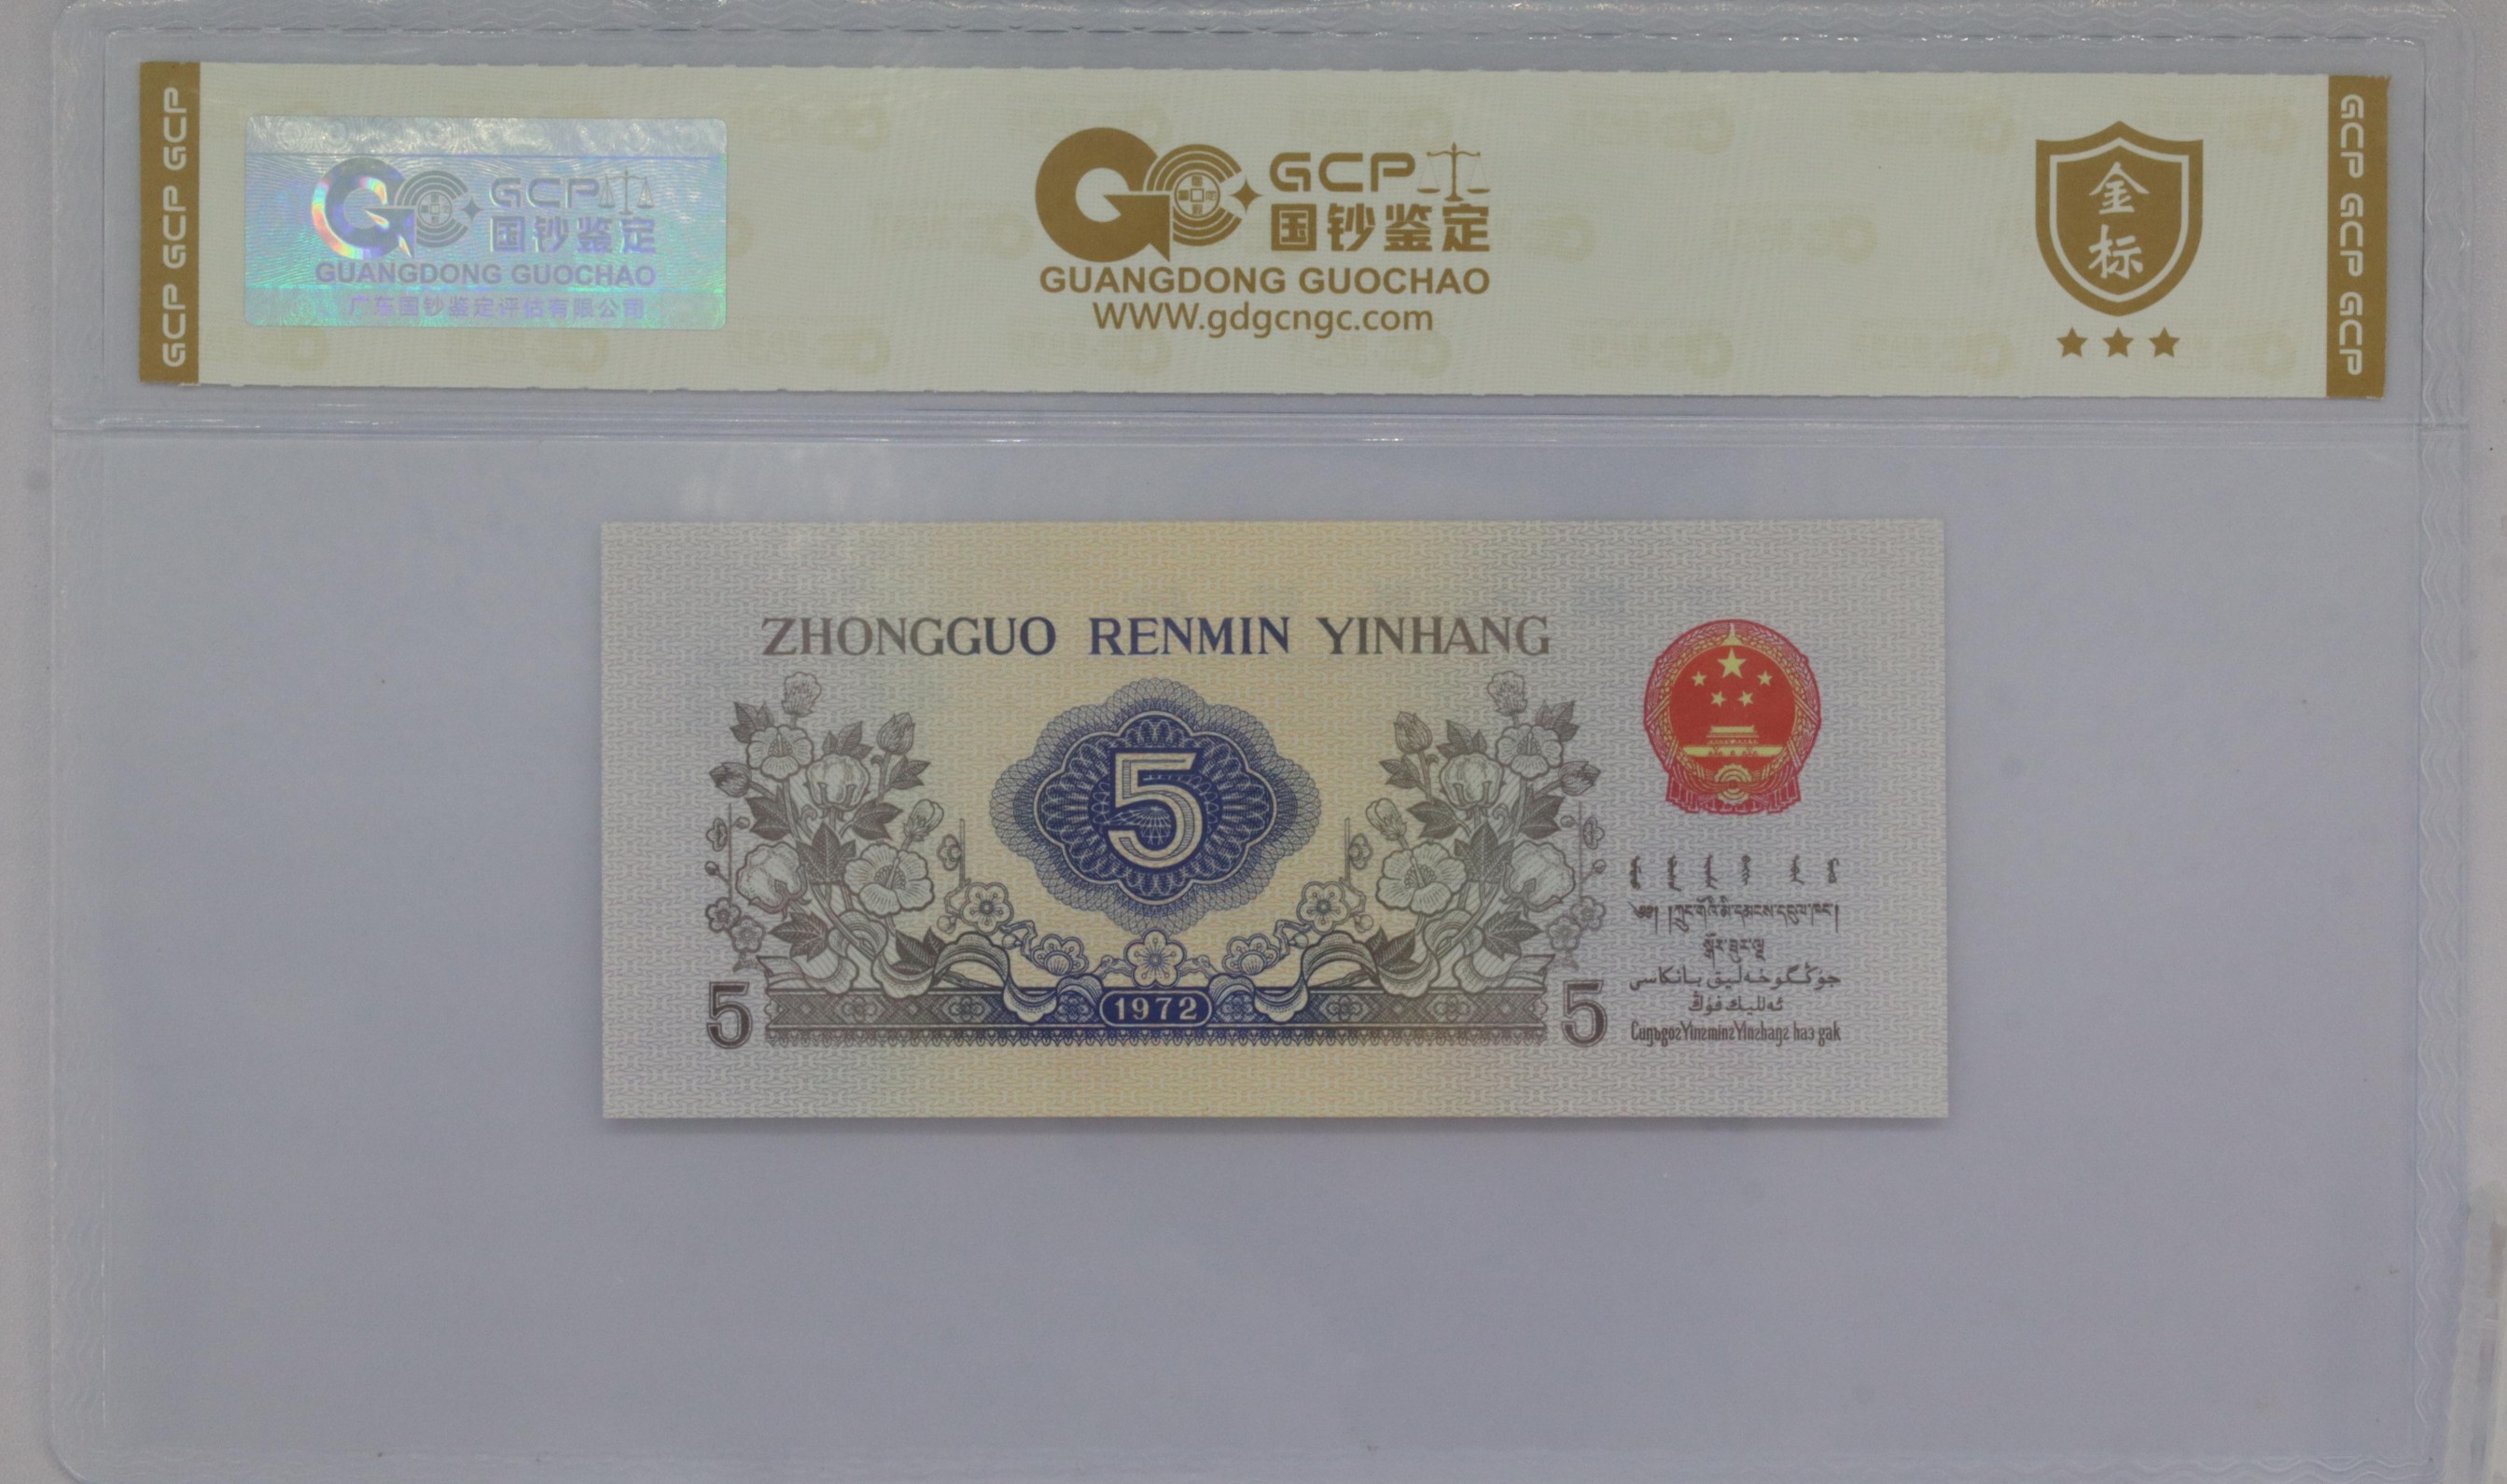 GCP GCP GCP
GCP
国钞鉴定
GUANGDONG GUOCHAO
广东国钞鉴定评估有限公司
GCP
国钞鉴定
GUANGDONG GUOCHAO
WWW.gdgcngc.com
金
标
GCP GCP GCP
ZHONGGUO RENMIN YINHANG
5
5
1972
5
جۇڭگوخەلىق بانكاسى